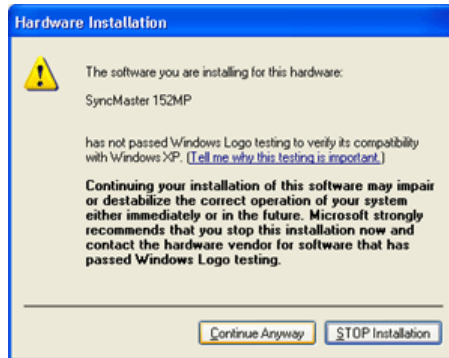 Hardware Installation
The software you are installing for this hardware:
SyncMaster 152MP
has not passed Windows Logo testing to verify its compatibility
with Windows XP. (Tell me why this testing is important.)
Continuing your installation of this software may impair
or destabilize the correct operation of your system
either immediately or in the future. Microsoft strongly
recommends that you stop this installation now and
contact the hardware vendor for software that has
passed Windows Logo testing.
Continue Anyway STOP Installation